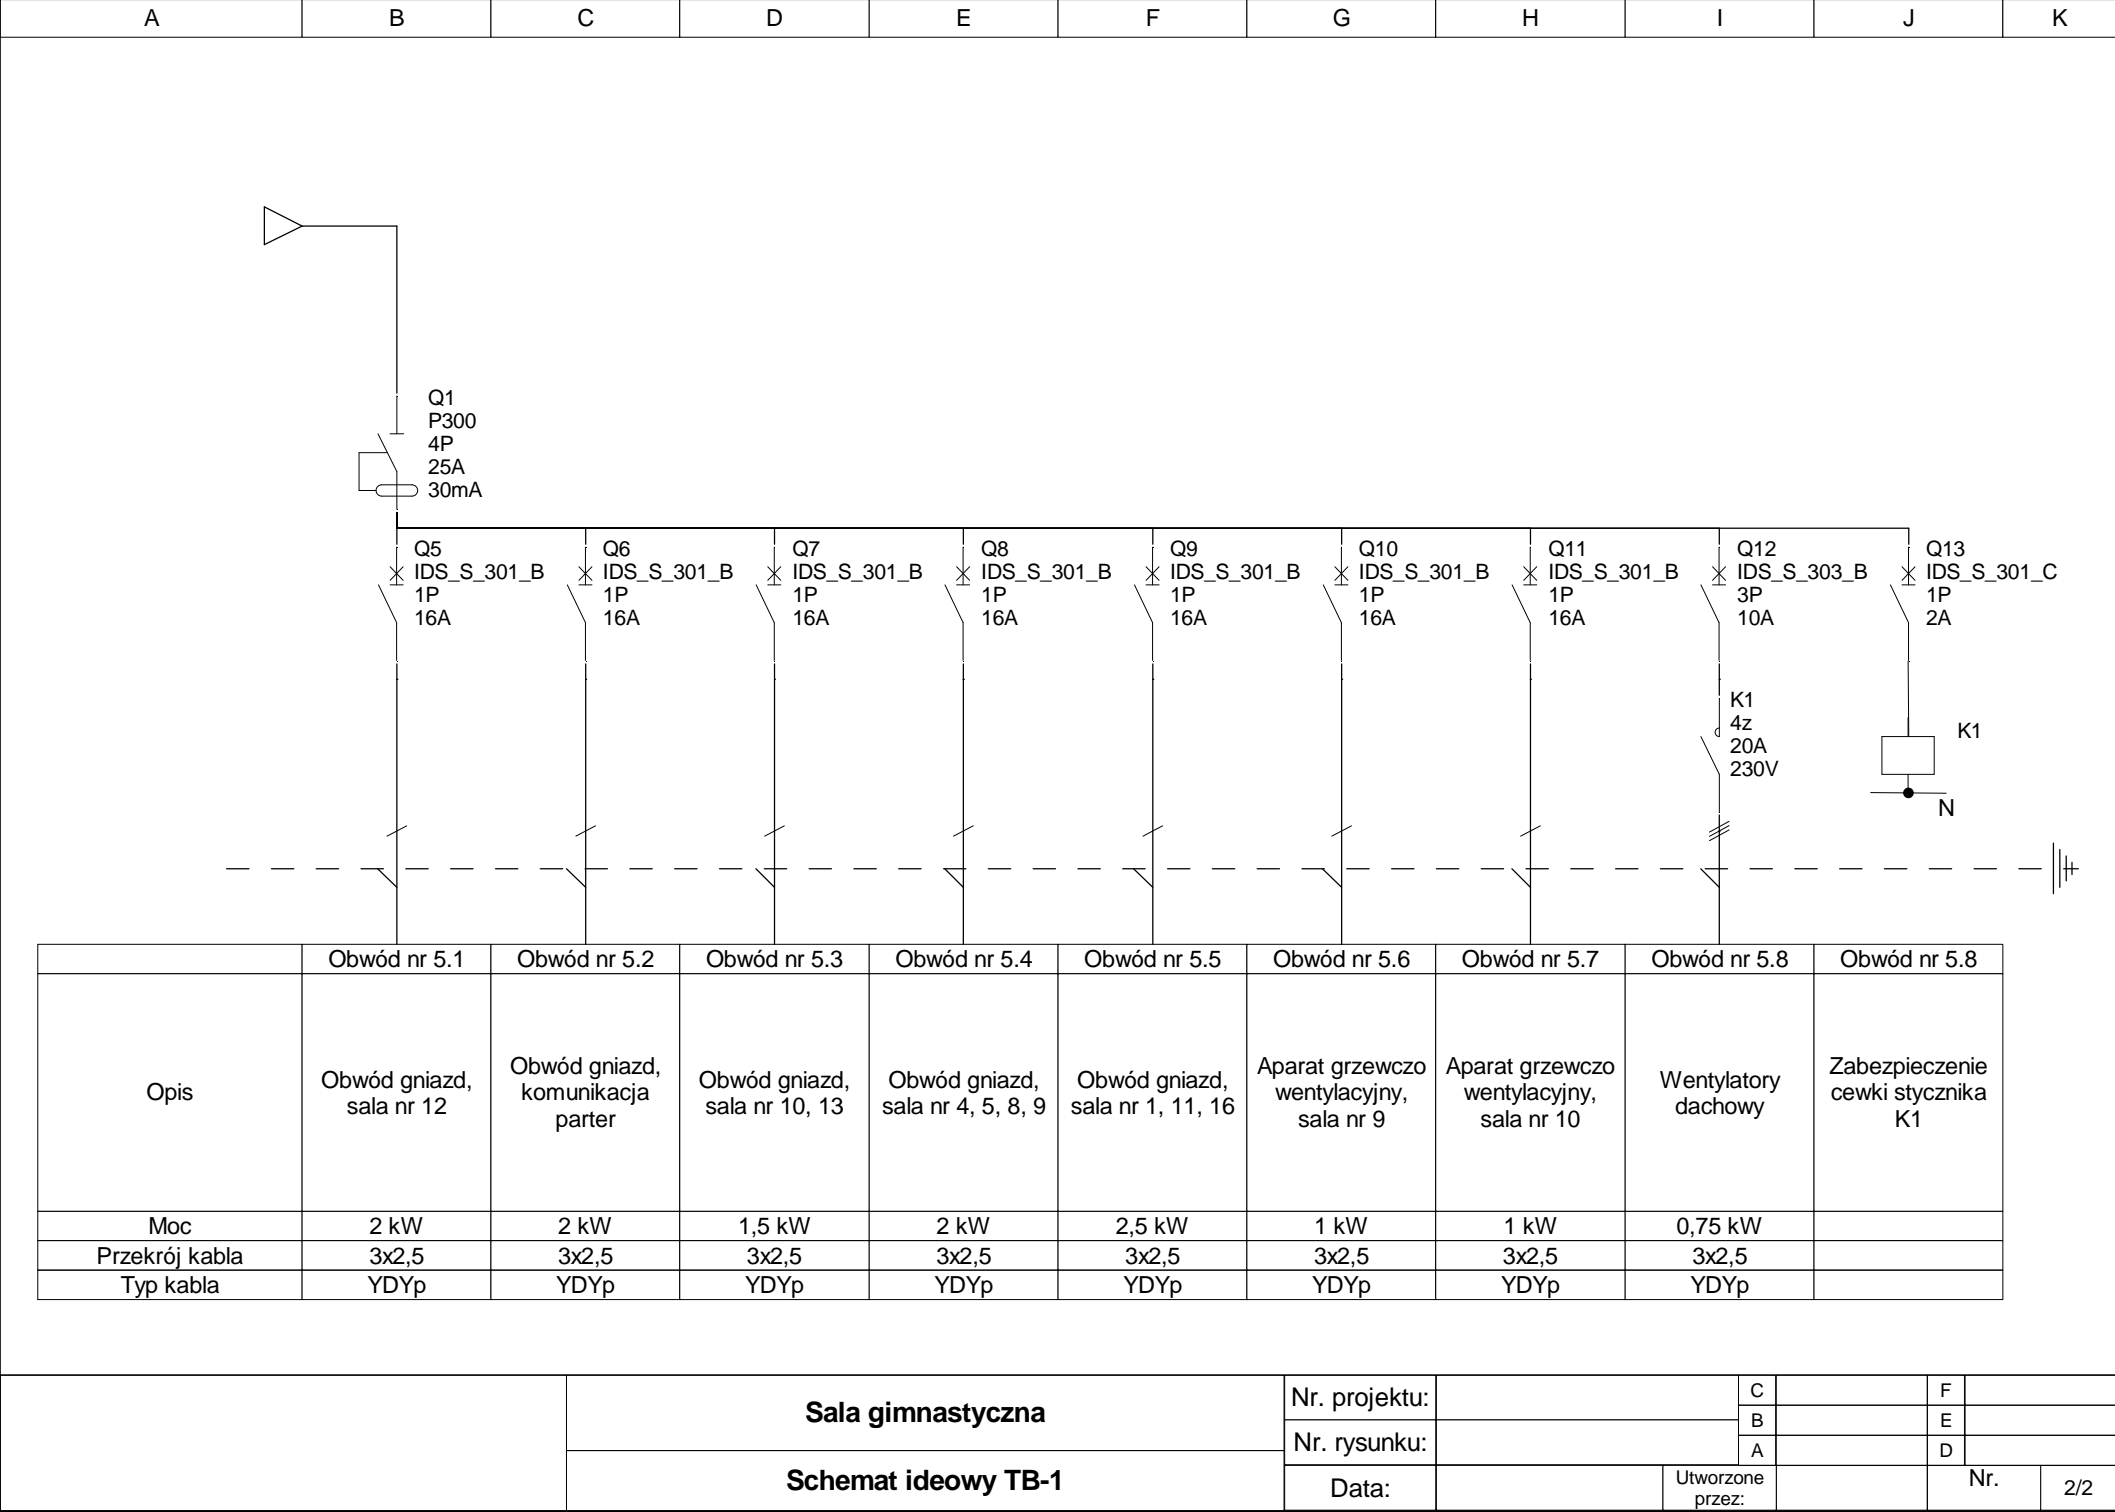 A B C D E F G H I J K
Q1
P300
4P
25A
30mA
Q5 Q6 Q7 Q8 Q9 Q10 Q11 Q12 Q13
IDS_S_301_B IDS_S_301_B IDS_S_301_B IDS_S_301_B IDS_S_301_B IDS_S_301_B IDS_S_301_B IDS_S_303_B IDS_S_301_C
1P 1P 1P 1P 1P 1P 1P 3P 1P
16A 16A 16A 16A 16A 16A 16A 10A 2A
K1
4z
20A
230V
K1
N
Obwód nr 5.1 Obwód nr 5.2 Obwód nr 5.3 Obwód nr 5.4 Obwód nr 5.5 Obwód nr 5.6 Obwód nr 5.7 Obwód nr 5.8 Obwód nr 5.8
Opis
Obwód gniazd,
sala nr 12
Obwód gniazd,
komunikacja
parter
Obwód gniazd,
sala nr 10, 13
Obwód gniazd,
sala nr 4, 5, 8, 9
Obwód gniazd,
sala nr 1, 11, 16
Aparat grzewczo
wentylacyjny,
sala nr 9
Aparat grzewczo
wentylacyjny,
sala nr 10
Wentylatory
dachowy
Zabezpieczenie
cewki stycznika
K1
Moc 2 kW 2 kW 1,5 kW 2 kW 2,5 kW 1 kW 1 kW 0,75 kW
Przekrój kabla 3x2,5 3x2,5 3x2,5 3x2,5 3x2,5 3x2,5 3x2,5 3x2,5
Typ kabla YDYp YDYp YDYp YDYp YDYp YDYp YDYp YDYp
Sala gimnastyczna
Schemat ideowy TB-1
Nr. projektu:
Nr. rysunku:
Data:
C F
B E
A D
Utworzone
przez:
Nr. 2/2